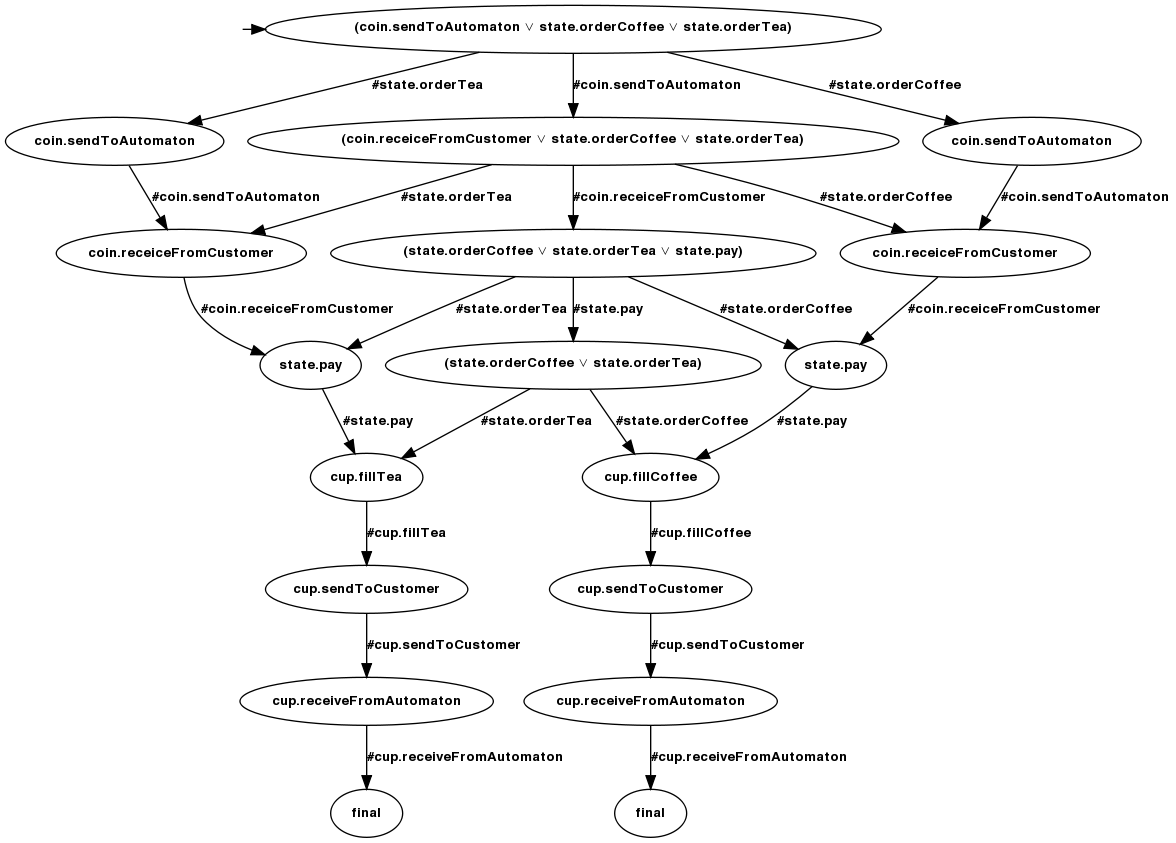 (coin.sendToAutomaton ∨ state.orderCoffee ∨ state.orderTea)
#state.orderTea
#coin.sendToAutomaton
#state.orderCoffee
coin.sendToAutomaton
(coin.receiceFromCustomer ∨ state.orderCoffee ∨ state.orderTea)
coin.sendToAutomaton
#coin.sendToAutomaton
#state.orderTea
#coin.receiceFromCustomer
#state.orderCoffee
#coin.sendToAutomaton
coin.receiceFromCustomer
(state.orderCoffee ∨ state.orderTea ∨ state.pay)
coin.receiceFromCustomer
#coin.receiceFromCustomer
#state.orderTea
#state.pay
#state.orderCoffee
#coin.receiceFromCustomer
state.pay
(state.orderCoffee ∨ state.orderTea)
state.pay
#state.pay
#state.orderTea
#state.orderCoffee
#state.pay
cup.fillTea
cup.fillCoffee
#cup.fillTea
#cup.fillCoffee
cup.sendToCustomer
cup.sendToCustomer
#cup.sendToCustomer
#cup.sendToCustomer
cup.receiveFromAutomaton
cup.receiveFromAutomaton
#cup.receiveFromAutomaton
#cup.receiveFromAutomaton
final
final